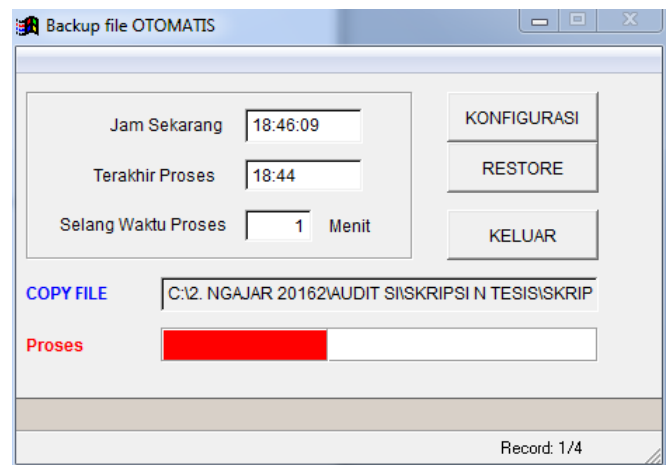 Backup file OTOMATIS
Jam Sekarang 18:46:09
KONFIGURASI
Terakhir Proses 18:44
RESTORE
Selang Waktu Proses 1 Menit
KELUAR
COPY FILE C:\2. NGAJAR 20162\AUDIT SI\SKRIPSI N TESIS\SKRIP
Proses
Record: 1/4